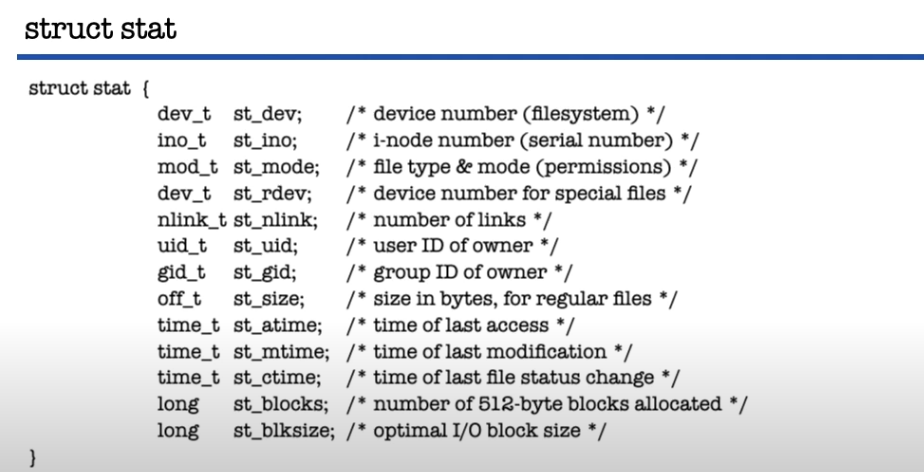 struct stat
struct stat {
dev_t st_dev; /* device number (filesystem) */
ino_t st_ino; /* i-node number (serial number) */
mod_t st_mode; /* file type & mode (permissions) */
dev_t st_rdev; /* device number for special files */
nlink_t st_nlink; /* number of links */
uid_t st_uid; /* user ID of owner */
gid_t st_gid; /* group ID of owner */
off_t st_size; /* size in bytes, for regular files */
time_t st_atime; /* time of last access */
time_t st_mtime; /* time of last modification */
time_t st_ctime; /* time of last file status change */
long st_blocks; /* number of 512-byte blocks allocated */
long st_blksize; /* optimal I/O block size */
}